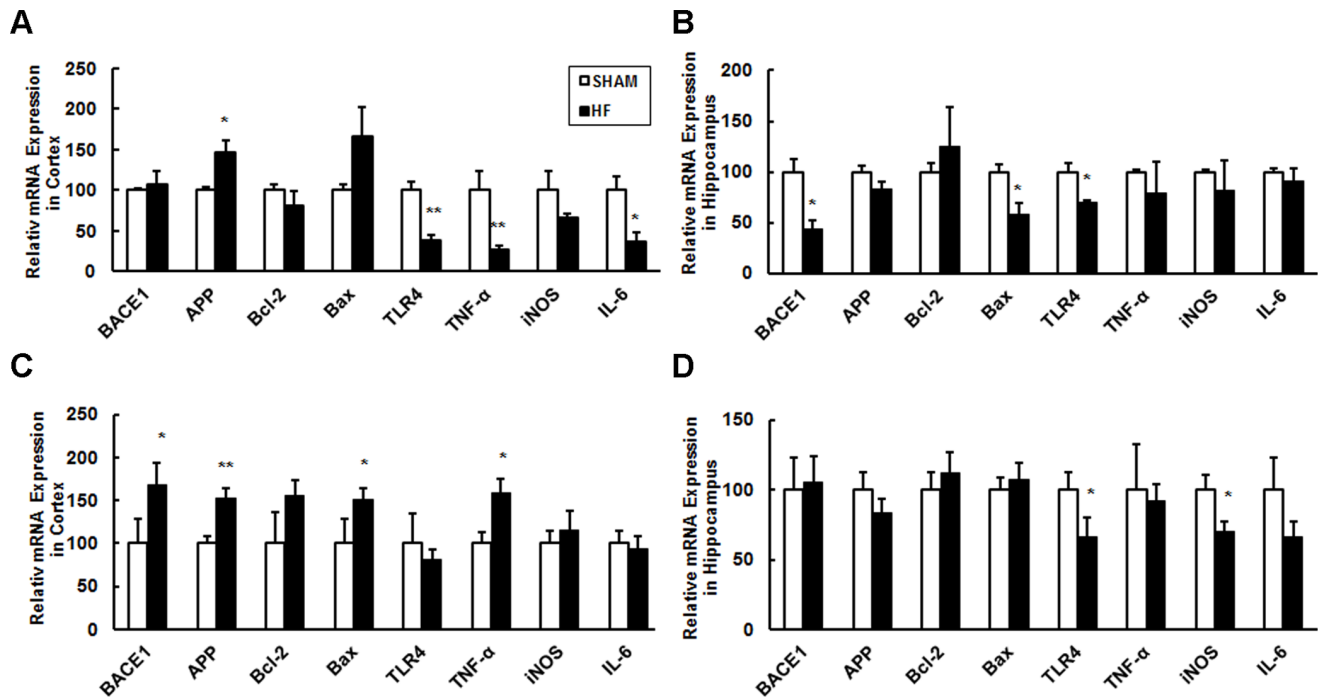 A
Relativ mRNA Expression
in Cortex
250
200
150
100
50
0
* ** ** *
SHAM
HF
BACE1 APP Bcl-2 Bax TLR4 TNF-α iNOS IL-6
B
Relative mRNA Expression
in Hippocampus
200
150
100
50
0
* * *
BACE1 APP Bcl-2 Bax TLR4 TNF-α iNOS IL-6
C
Relativ mRNA Expression
in Cortex
250
200
150
100
50
0
* ** * *
BACE1 APP Bcl-2 Bax TLR4 TNF-α iNOS IL-6
D
Relative mRNA Expression
in Hippocampus
150
100
50
0
* *
BACE1 APP Bcl-2 Bax TLR4 TNF-α iNOS IL-6